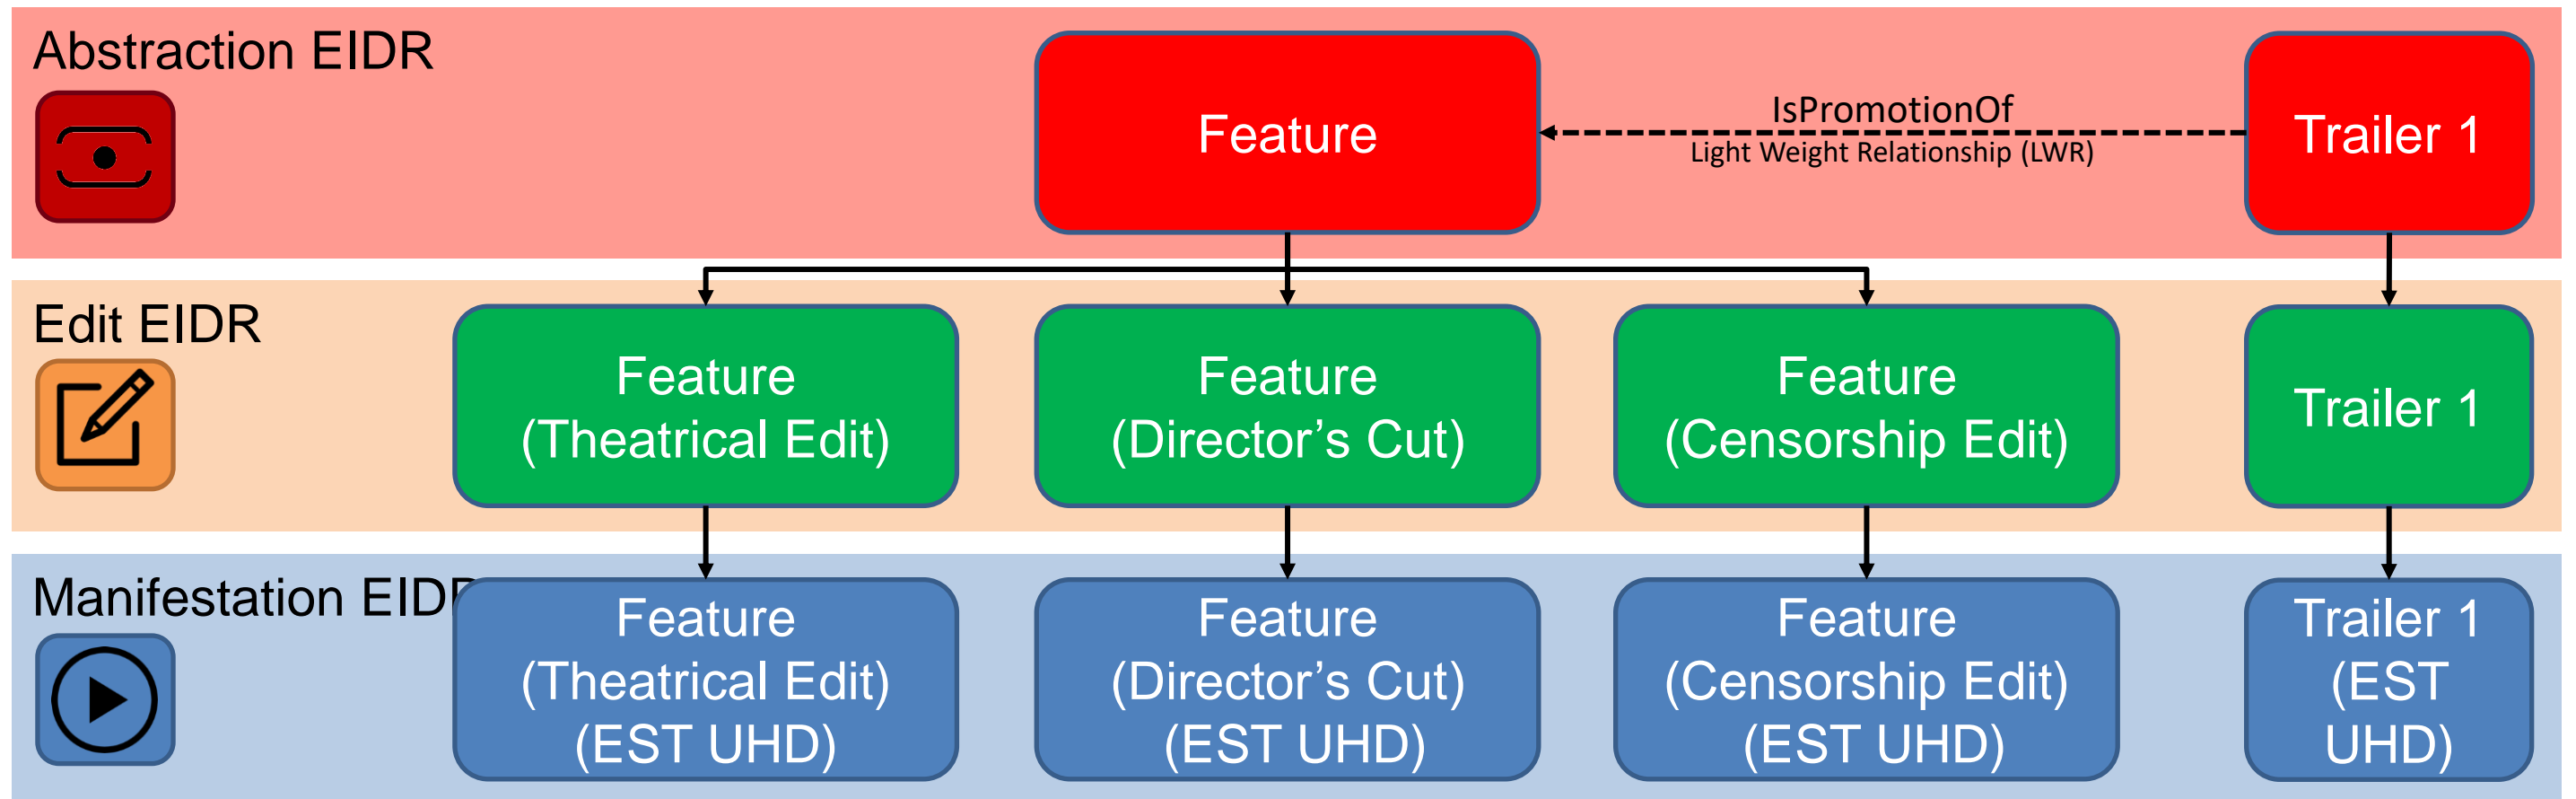 Abstraction EIDR
Feature
IsPromotionOf
Light Weight Relationship (LWR)
Trailer 1
Edit EIDR
Feature
(Theatrical Edit)
Feature
(Director’s Cut)
Feature
(Censorship Edit)
Trailer 1
Manifestation EID
Feature
(Theatrical Edit)
(EST UHD)
Feature
(Director’s Cut)
(EST UHD)
Feature
(Censorship Edit)
(EST UHD)
Trailer 1
(EST
UHD)